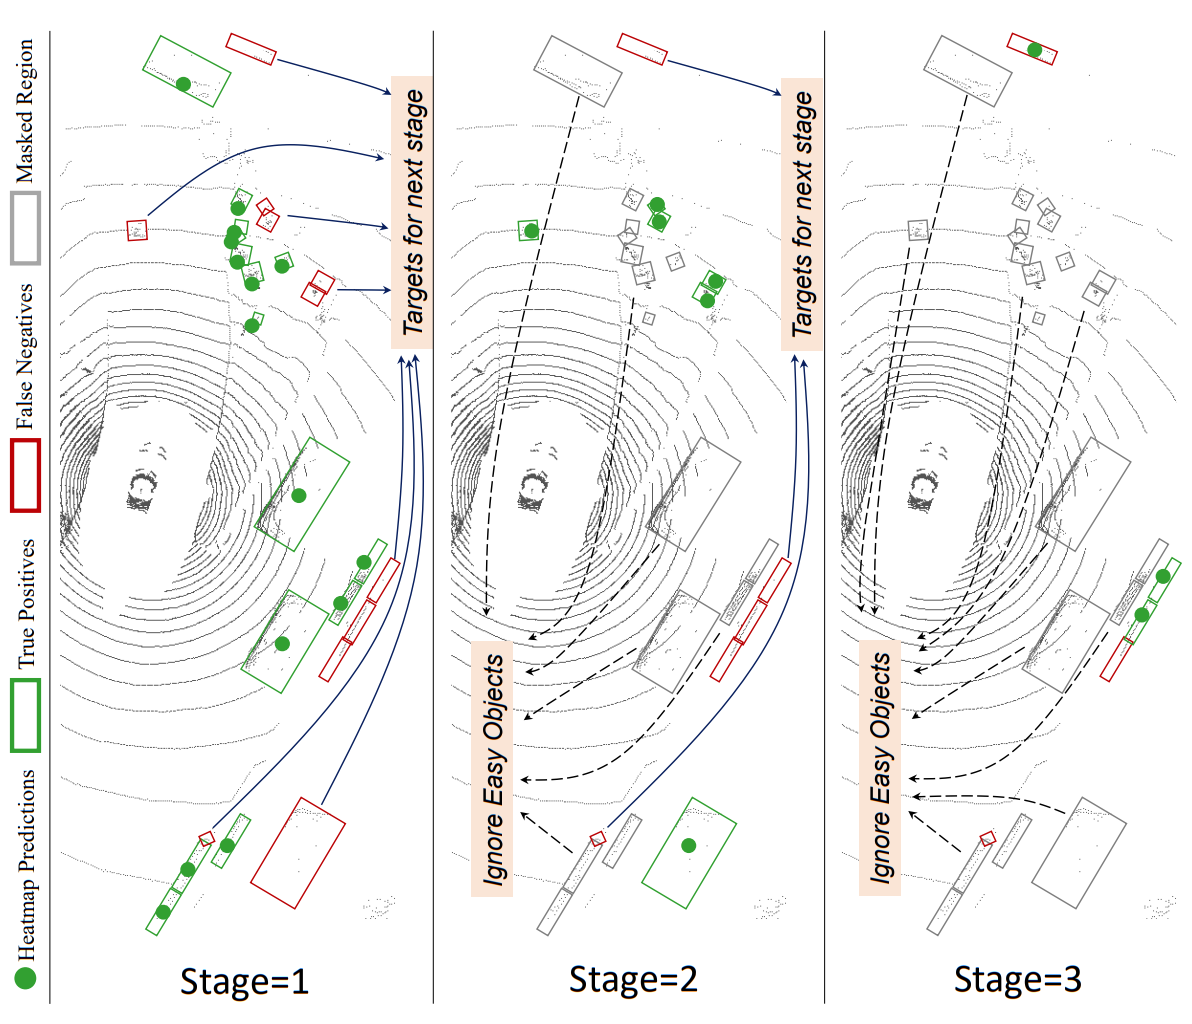 Heatmap Predictions
True Positives
False Negatives
Masked Region
Targets for next stage
Stage=1
Targets for next stage
Ignore Easy Objects
Stage=2
Ignore Easy Objects
Stage=3